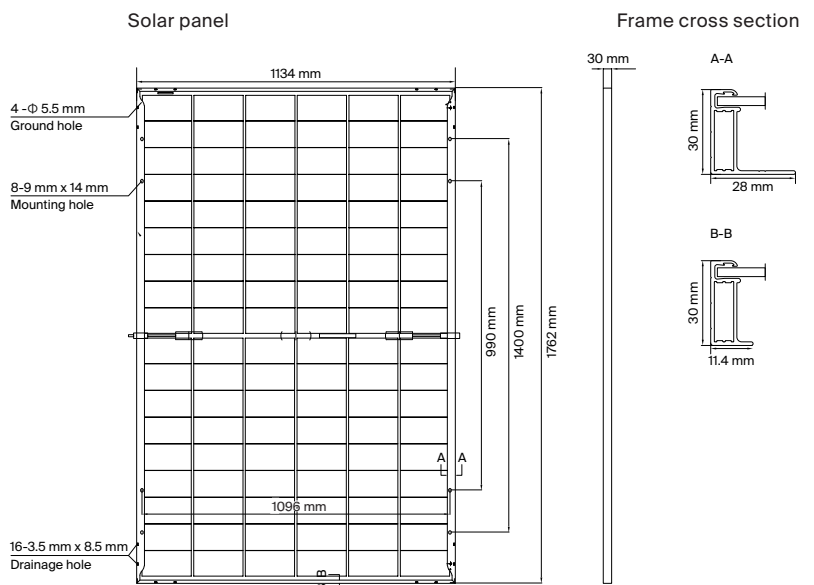 Solar panel
Frame cross section
1134 mm
30 mm
A-A
4 -Φ 5.5 mm
Ground hole
30 mm
8-9 mm x 14 mm
Mounting hole
28 mm
B-B
990 mm
1400 mm
1762 mm
30 mm
11.4 mm
A A
1096 mm
16-3.5 mm x 8.5 mm
Drainage hole
B